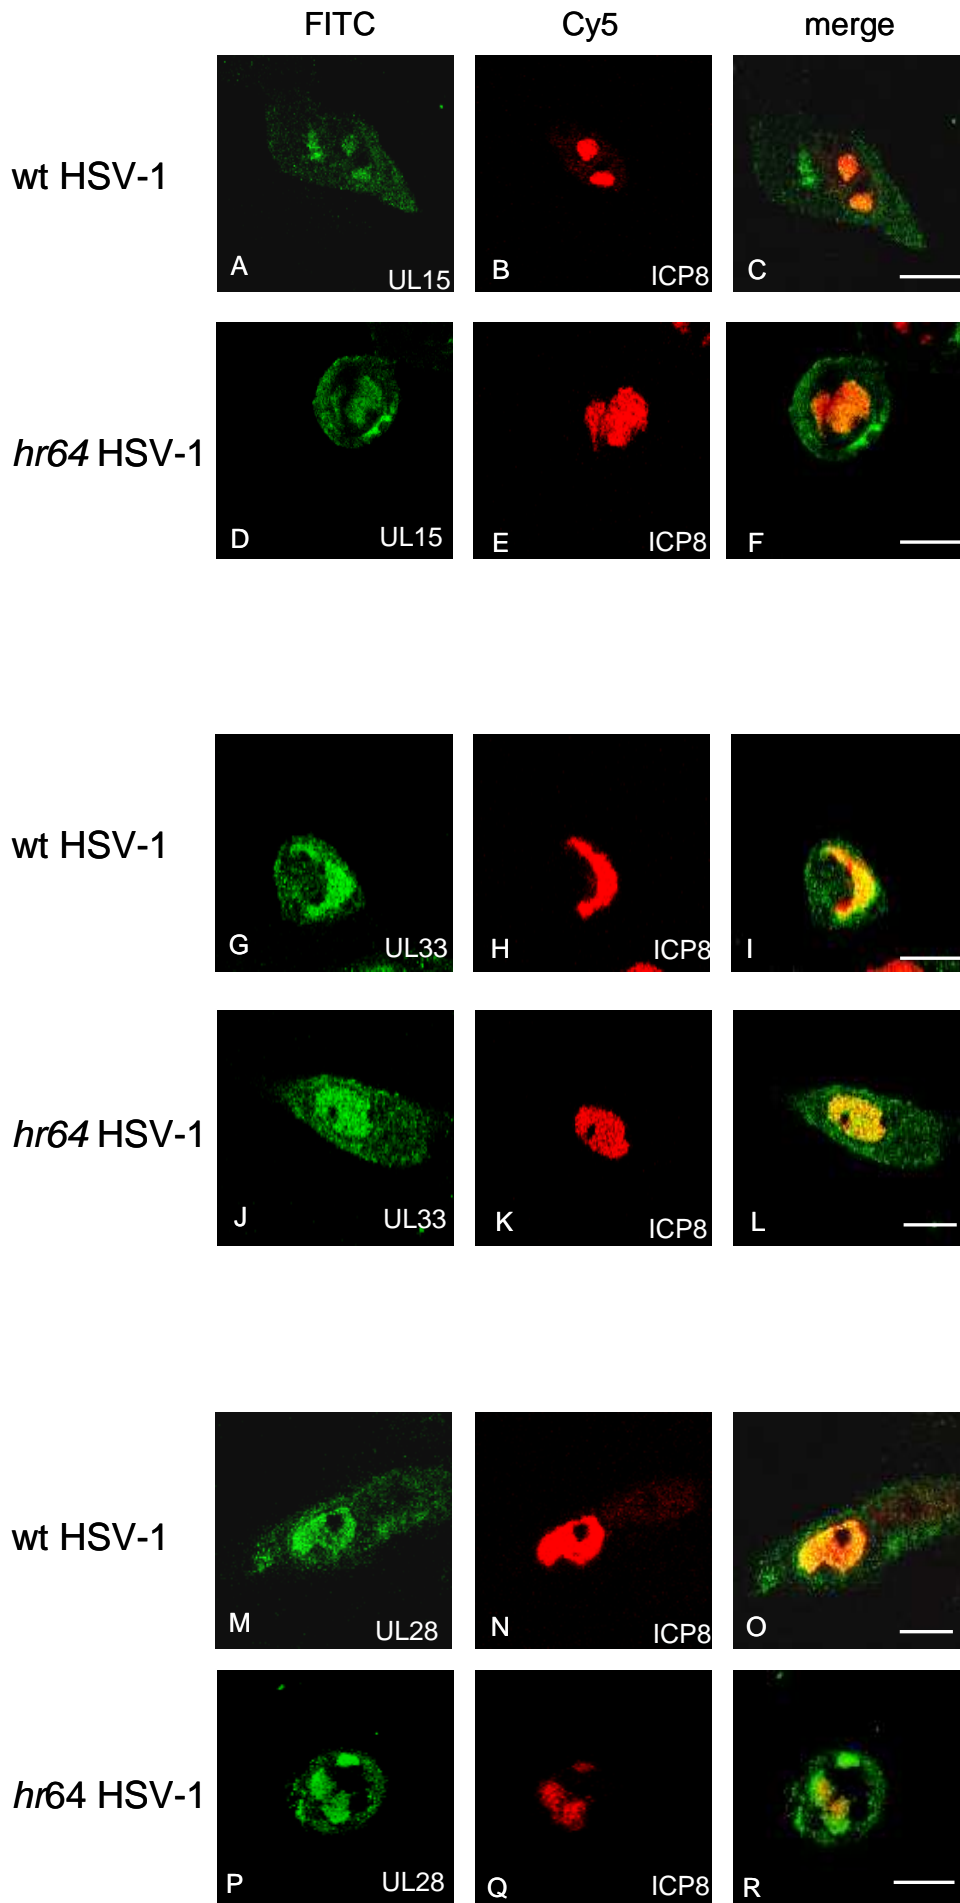 FITC Cy5 merge
wt HSV-1
A UL15 B ICP8 C
hr64 HSV-1
D UL15 E ICP8 F
wt HSV-1
G UL33 H ICP8 I
hr64 HSV-1
J UL33 K ICP8 L
wt HSV-1
M UL28 N ICP8 O
hr64 HSV-1
P UL28 Q ICP8 R